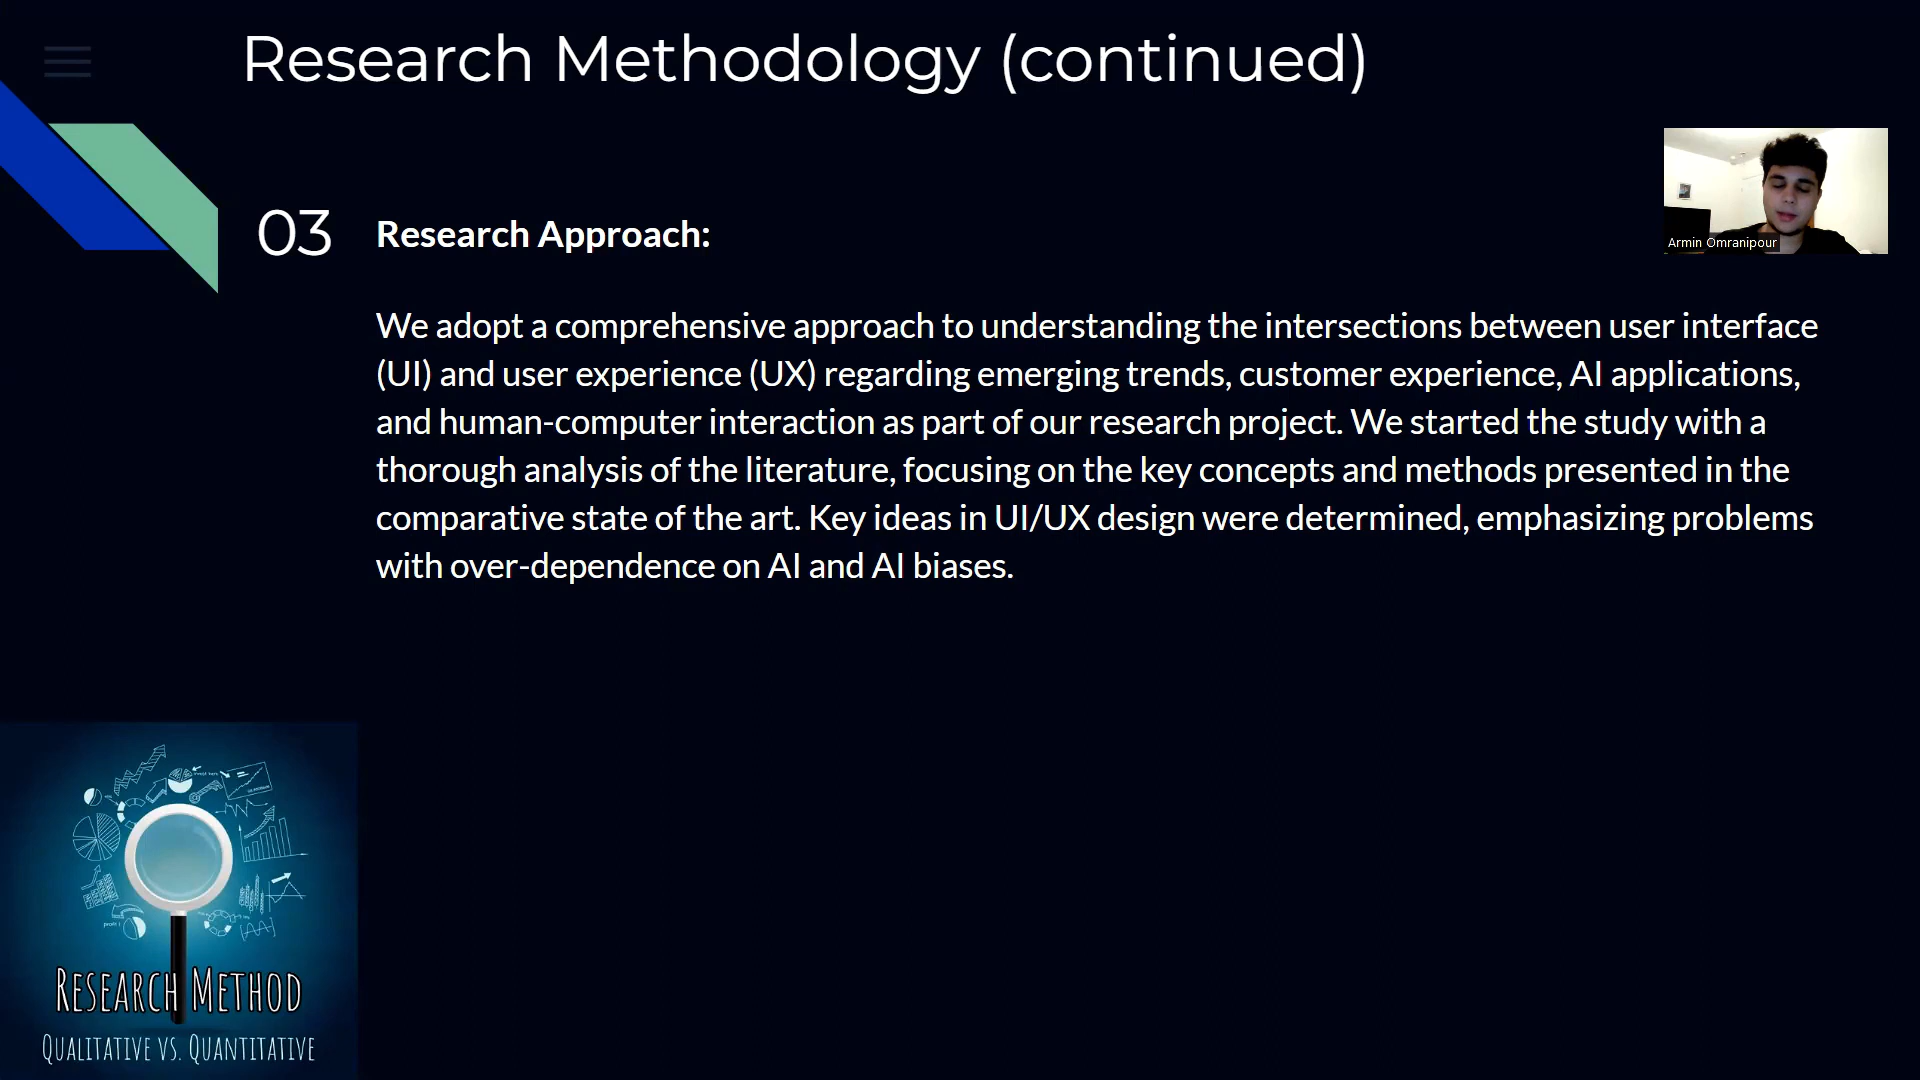 Research Methodology (continued)
Armin Omranipour
03
Research Approach:
We adopt a comprehensive approach to understanding the intersections between user interface
(UI) and user experience (UX) regarding emerging trends, customer experience, AI applications,
and human-computer interaction as part of our research project. We started the study with a
thorough analysis of the literature, focusing on the key concepts and methods presented in the
comparative state of the art. Key ideas in UI/UX design were determined, emphasizing problems
with over-dependence on AI and AI biases.
Research Method
Qualitative vs. Quantitative